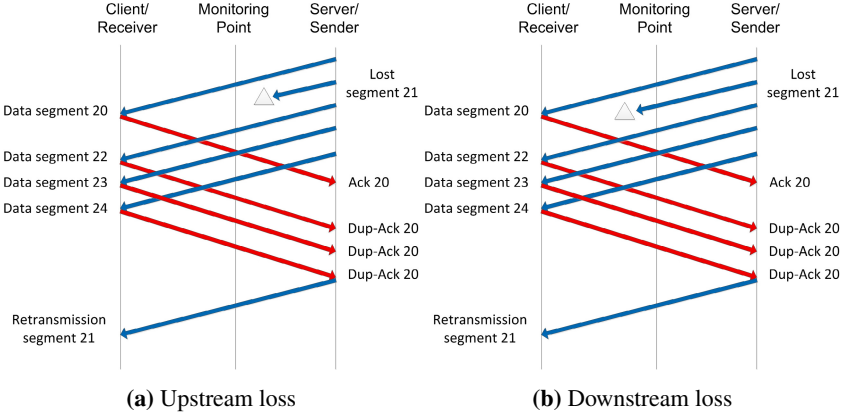 Client/
Receiver
Monitoring
Point
Server/
Sender
Lost
segment 21
Data segment 20
Data segment 22
Data segment 23
Data segment 24
Ack 20
Dup-Ack 20
Dup-Ack 20
Dup-Ack 20
Retransmission
segment 21
(a) Upstream loss
Client/
Receiver
Monitoring
Point
Server/
Sender
Lost
segment 21
Data segment 20
Data segment 22
Data segment 23
Data segment 24
Ack 20
Dup-Ack 20
Dup-Ack 20
Dup-Ack 20
Retransmission
segment 21
(b) Downstream loss